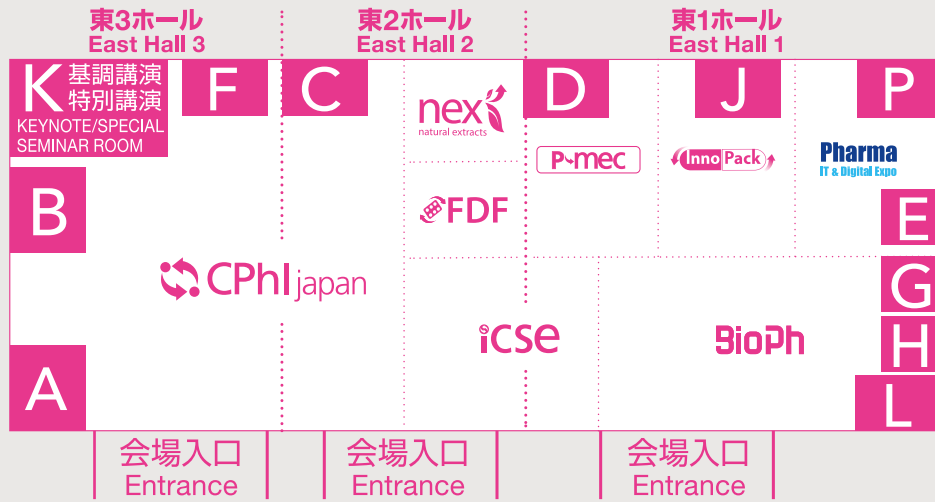 東3ホール
East Hall 3
東2ホール
East Hall 2
東1ホール
East Hall 1
K 基調講演
特別講演
KEYNOTE/SPECIAL
SEMINAR ROOM
F
C
nex
natural extracts
D
J
P
P-mec
InnoPack
Pharma
IT & Digital Expo
B
FDF
E
CPhI japan
G
icse
BioPh
H
A
L
会場入口
Entrance
会場入口
Entrance
会場入口
Entrance